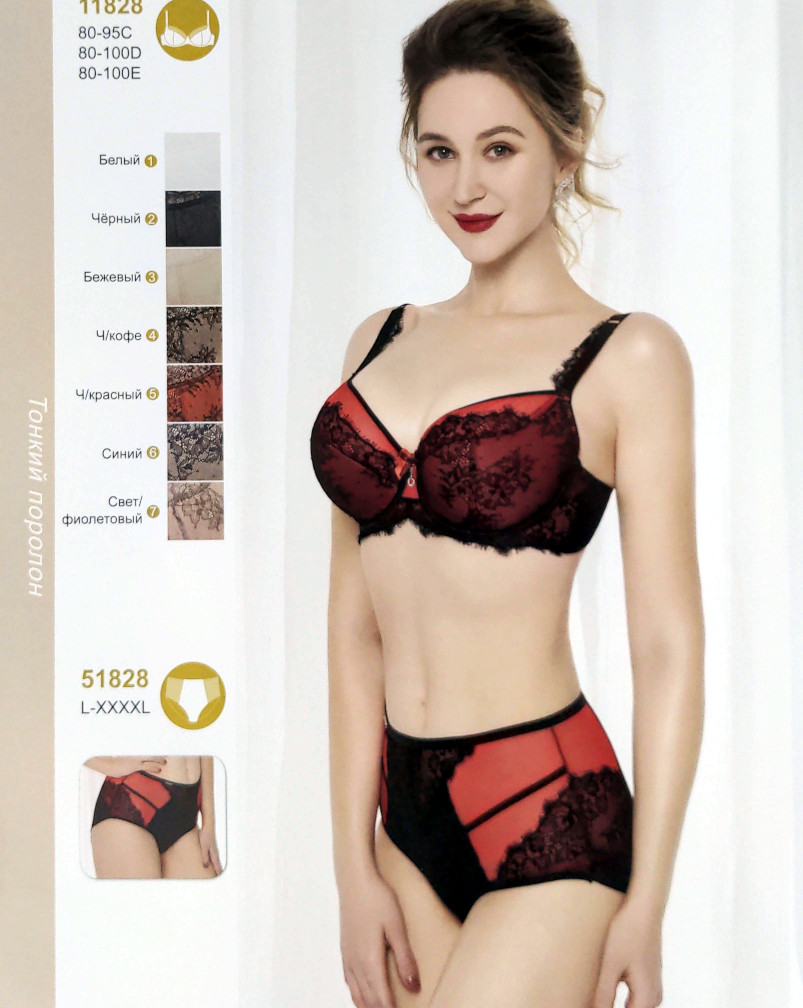 11828
80-95C
80-100D
80-100E
Белый 1
Чёрный 2
Бежевый 3
Ч/кофе 4
Ч/красный 5
Синий 6
Свет/
фиолетовый 7
Тонкий поролон
51828
L-XXXXL